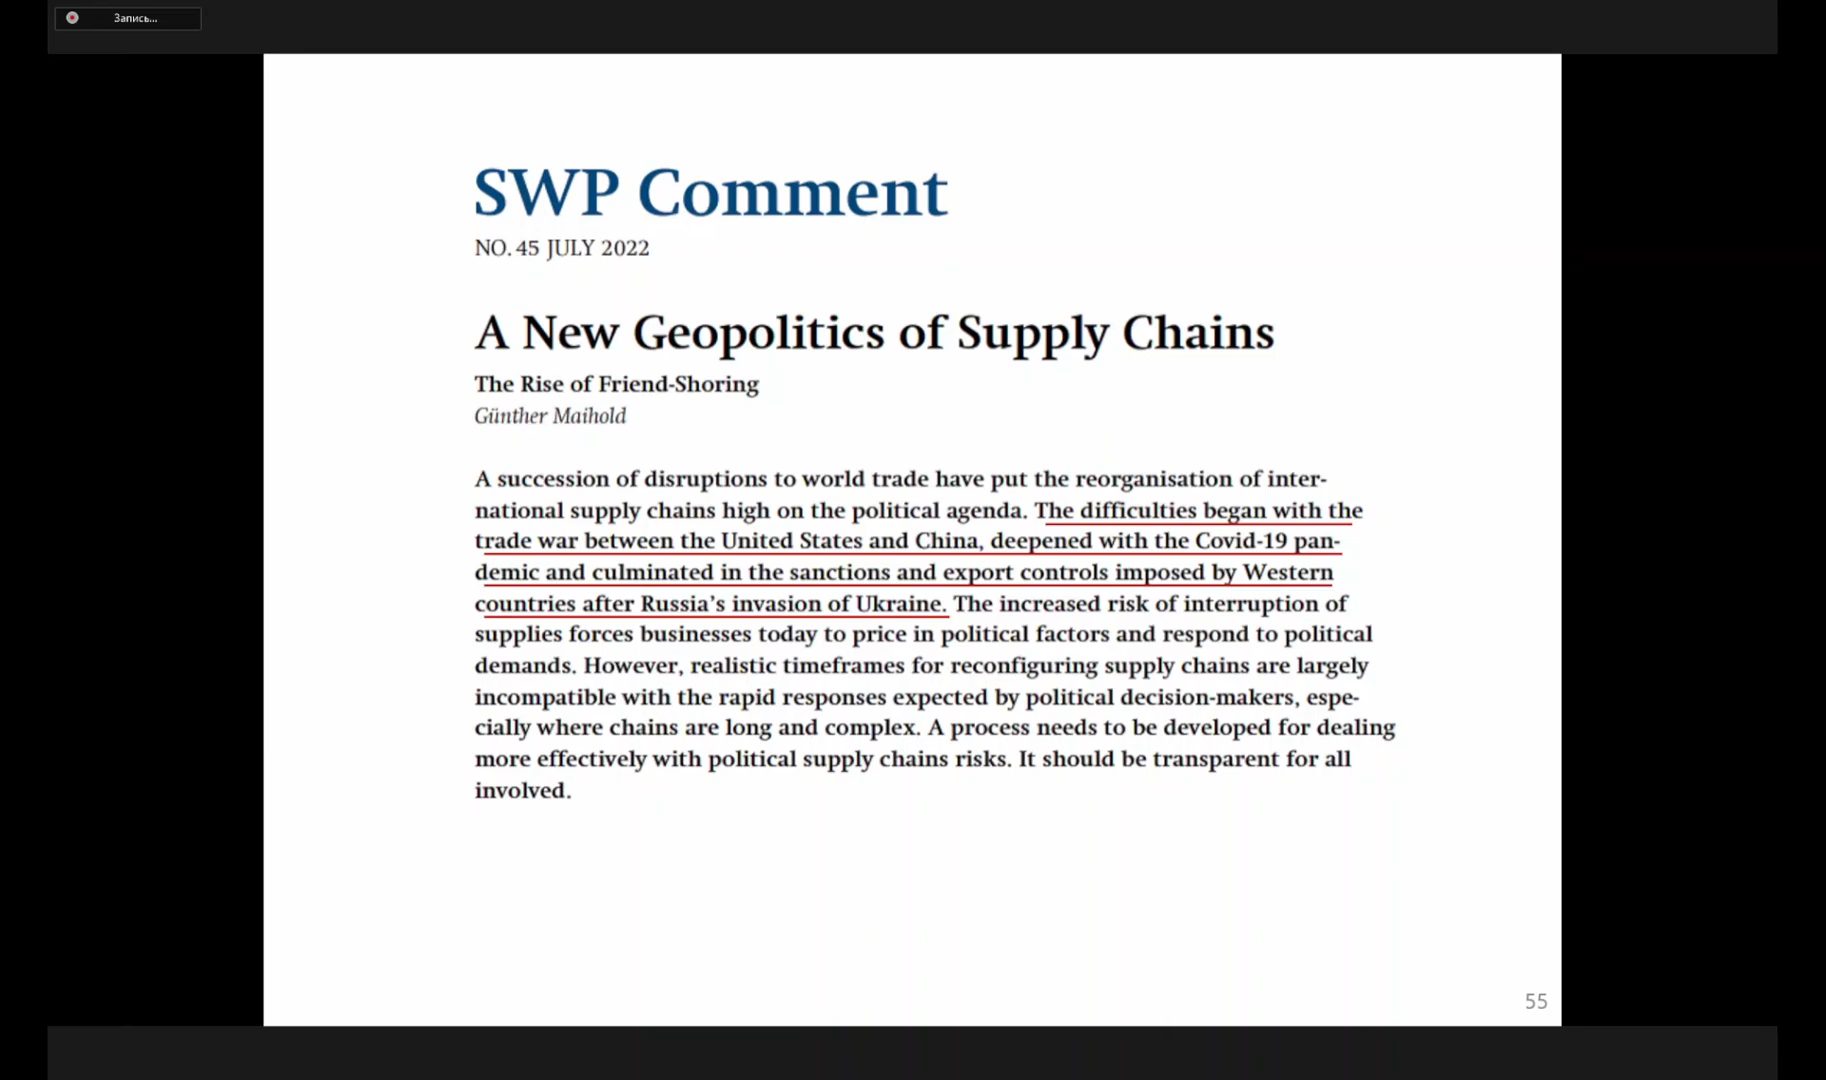 Запись...
SWP Comment
NO. 45 JULY 2022
A New Geopolitics of Supply Chains
The Rise of Friend-Shoring
Günther Maihold
A succession of disruptions to world trade have put the reorganisation of inter-
national supply chains high on the political agenda. The difficulties began with the
trade war between the United States and China, deepened with the Covid-19 pan-
demic and culminated in the sanctions and export controls imposed by Western
countries after Russia’s invasion of Ukraine. The increased risk of interruption of
supplies forces businesses today to price in political factors and respond to political
demands. However, realistic timeframes for reconfiguring supply chains are largely
incompatible with the rapid responses expected by political decision-makers, espe-
cially where chains are long and complex. A process needs to be developed for dealing
more effectively with political supply chains risks. It should be transparent for all
involved.
55